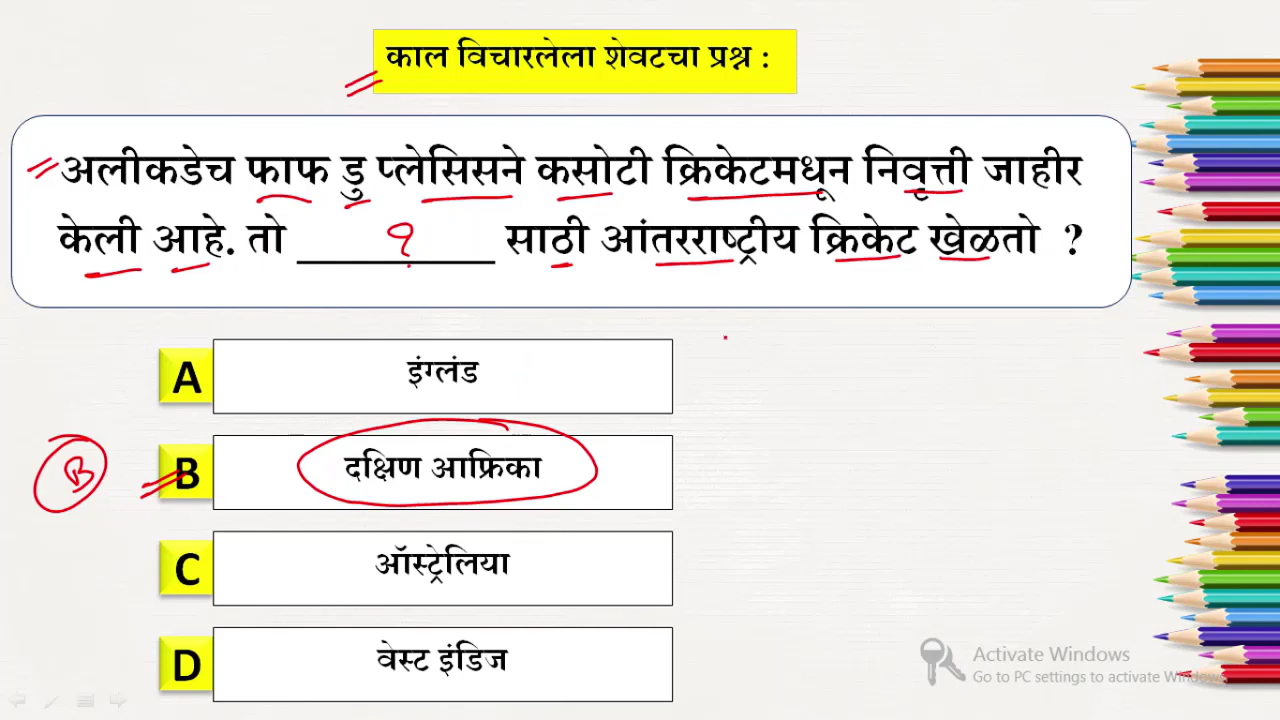 काल विचारलेला शेवटचा प्रश्न :
अलीकडेच फाफ डु प्लेसिसने कसोटी क्रिकेटमधून निवृत्ती जाहीर
केली आहे. तो _________ साठी आंतरराष्ट्रीय क्रिकेट खेळतो ?
?
A इंग्लंड
B
B दक्षिण आफ्रिका
C ऑस्ट्रेलिया
D वेस्ट इंडिज
Activate Windows
Go to PC settings to activate Windows.